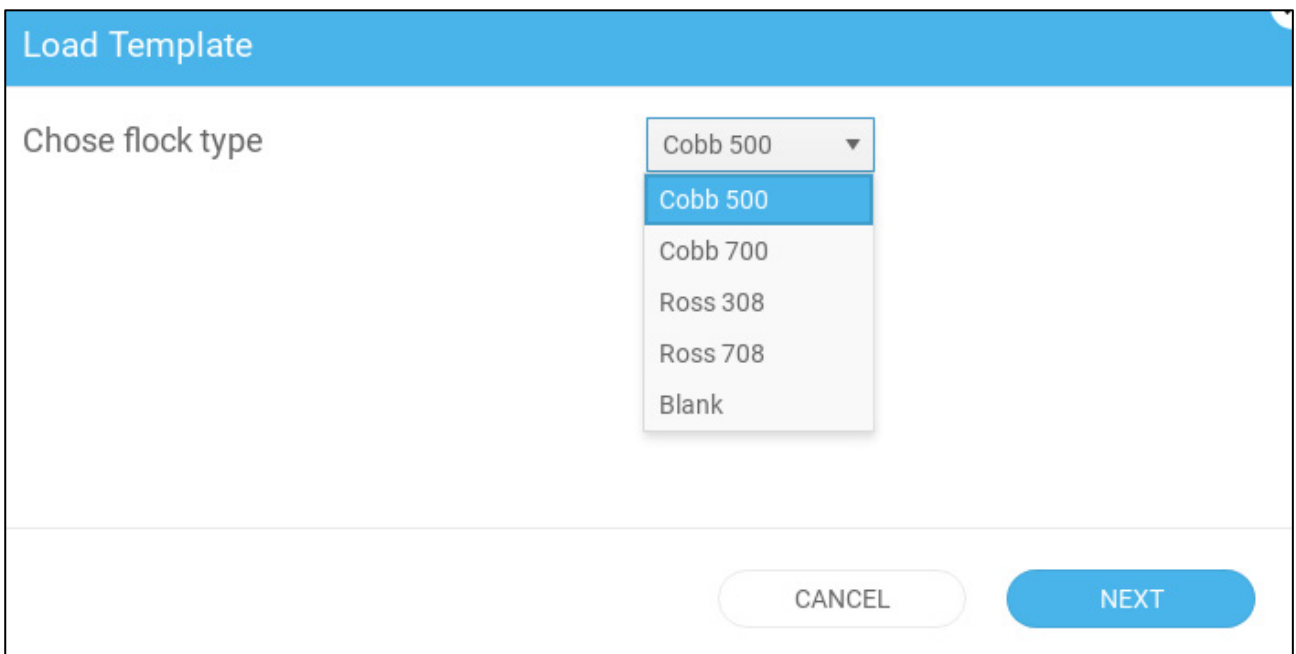 Load Template
Chose flock type
Cobb 500
Cobb 500
Cobb 700
Ross 308
Ross 708
Blank
CANCEL
NEXT